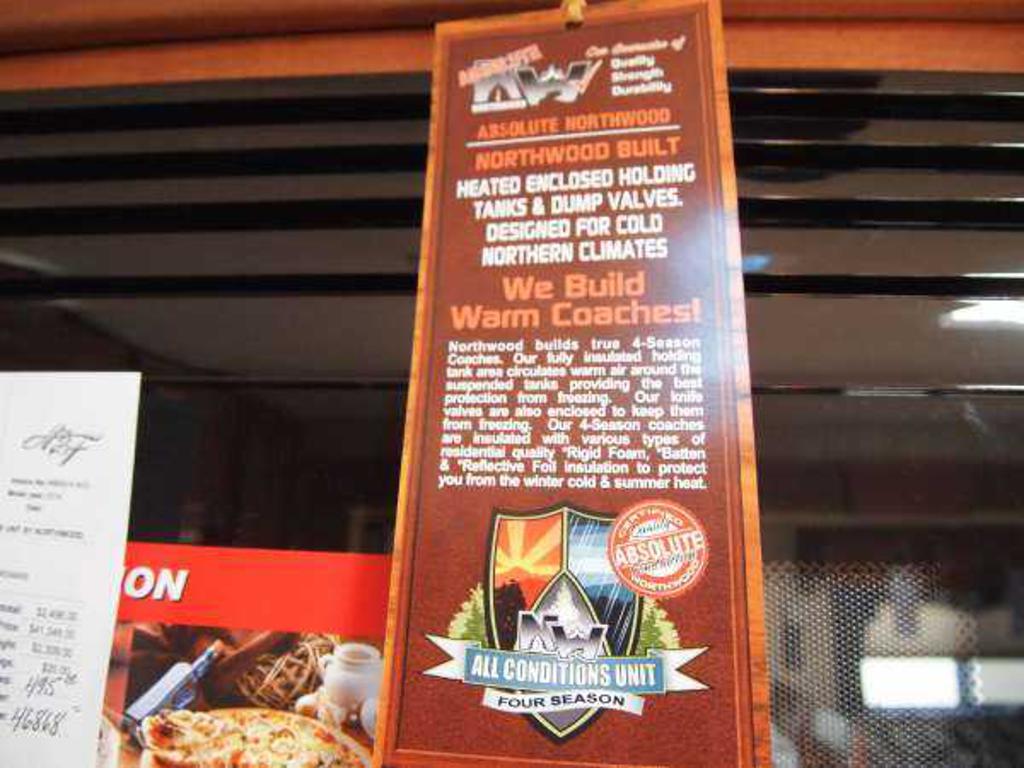 ABSOLUTE
NW
Our Guarantee of
Quality
Strength
Durability
ABSOLUTE NORTHWOOD
NORTHWOOD BUILT
HEATED ENCLOSED HOLDING
TANKS & DUMP VALVES.
DESIGNED FOR COLD
NORTHERN CLIMATES
We Build
Warm Coaches!
Northwood builds true 4-Season
Coaches. Our fully insulated holding
tank area circulates warm air around the
suspended tanks providing the best
protection from freezing. Our knife
valves are also enclosed to keep them
from freezing. Our 4-Season coaches
are insulated with various types of
residential quality *Rigid Foam, *Batten
& *Reflective Foil insulation to protect
you from the winter cold & summer heat.
CERTIFIED
Quality
ABSOLUTE
NORTHWOOD
NW
ALL CONDITIONS UNIT
FOUR SEASON
ION
495
46868